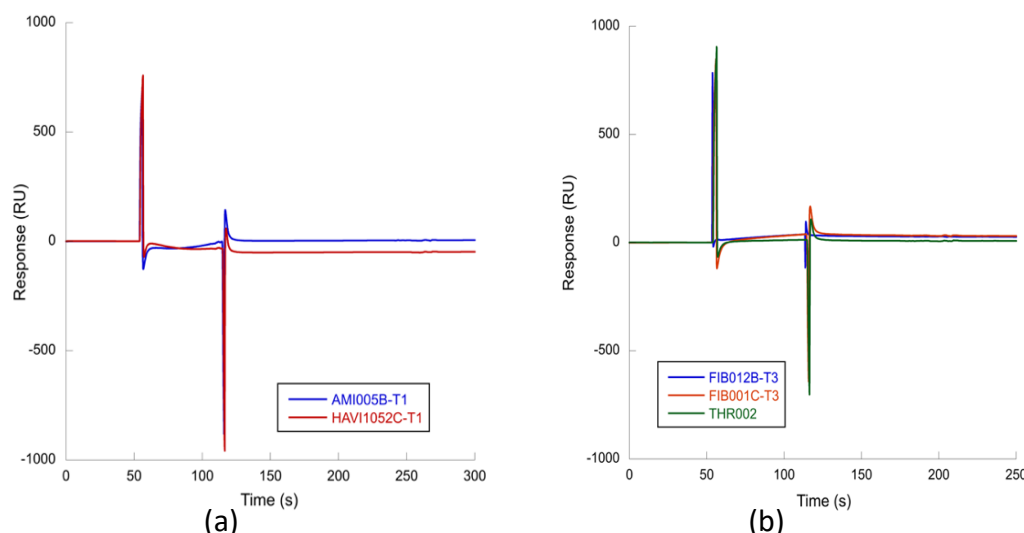 1000
500
0
-500
-1000
Response (RU)
0
50
100
150
200
250
300
Time (s)
AMI005B-T1
HAVI1052C-T1
(a)
1000
500
0
-500
-1000
Response (RU)
0
50
100
150
200
250
Time (s)
FIB012B-T3
FIB001C-T3
THR002
(b)